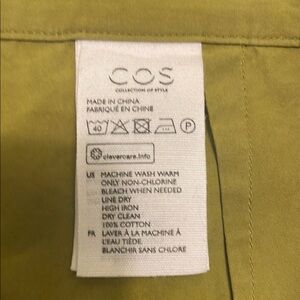 COS
COLLECTION OF STYLE
MADE IN CHINA
FABRIQUÉ EN CHINE
40 P
clevercare.info
US MACHINE WASH WARM
ONLY NON-CHLORINE
BLEACH WHEN NEEDED
LINE DRY
HIGH IRON
DRY CLEAN
100% COTTON
FR LAVER À LA MACHINE À
L'EAU TIÈDE.
BLANCHIR SANS CHLORE